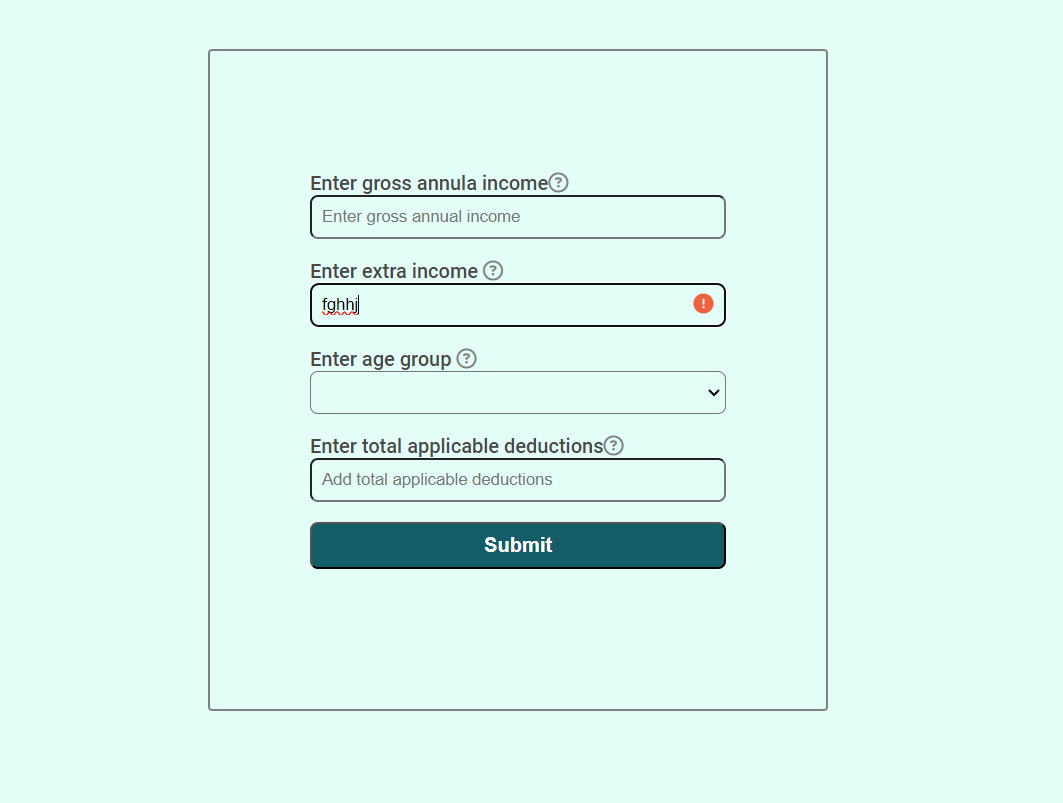 Enter gross annula income ?
Enter gross annual income
Enter extra income ?
fghhj !
Enter age group ?
Enter total applicable deductions ?
Add total applicable deductions
Submit